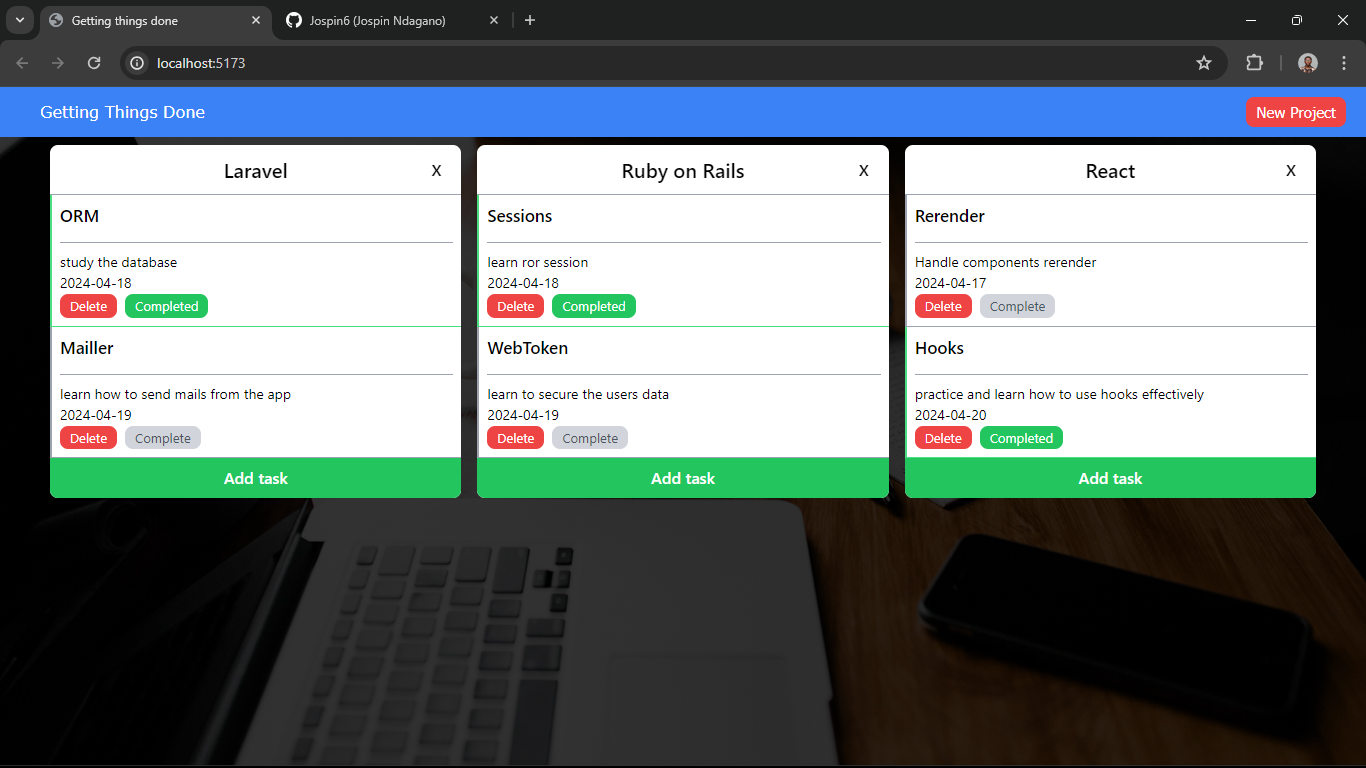 Getting things done
Jospin6 (Jospin Ndagano)
localhost:5173
Getting Things Done
New Project
Laravel X
ORM
study the database
2024-04-18
Delete Completed
Mailler
learn how to send mails from the app
2024-04-19
Delete Complete
Add task
Ruby on Rails X
Sessions
learn ror session
2024-04-18
Delete Completed
WebToken
learn to secure the users data
2024-04-19
Delete Complete
Add task
React X
Rerender
Handle components rerender
2024-04-17
Delete Complete
Hooks
practice and learn how to use hooks effectively
2024-04-20
Delete Completed
Add task